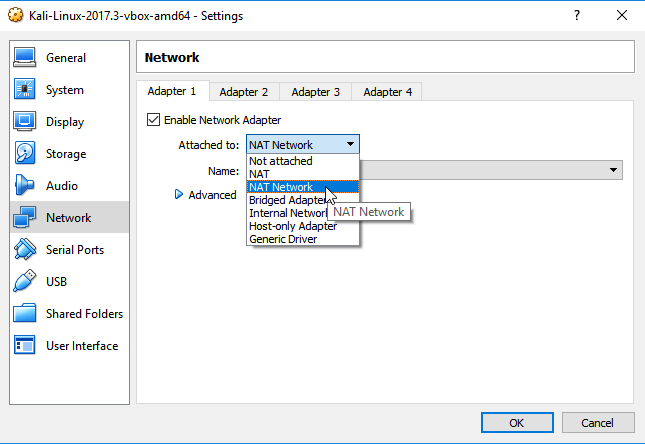 Kali-Linux-2017.3-vbox-amd64 - Settings
?
General
System
Display
Storage
Audio
Network
Serial Ports
USB
Shared Folders
User Interface
Network
Adapter 1 Adapter 2 Adapter 3 Adapter 4
Enable Network Adapter
Attached to: NAT Network
Not attached
NAT
NAT Network
Bridged Adapter
Internal Network
Host-only Adapter
Generic Driver
NAT Network
Name:
Advanced
OK Cancel